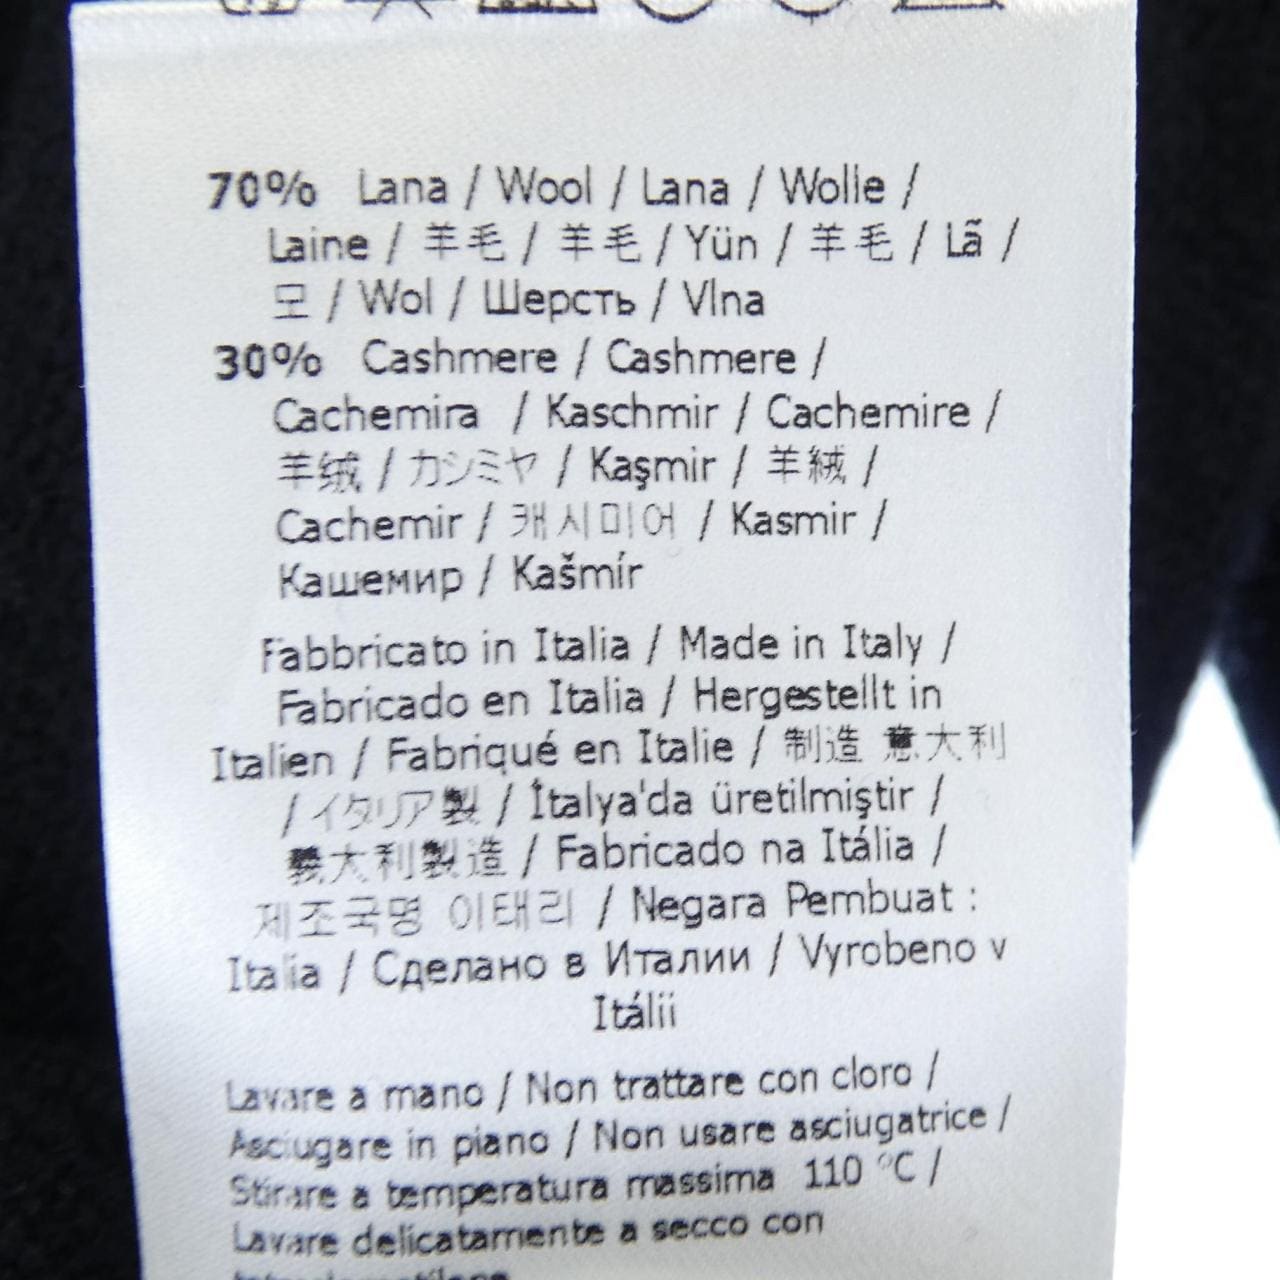 70% Lana / Wool / Lana / Wolle /
Laine / 羊毛 / 羊毛 / Yün / 羊毛 / Lã /
모 / Wol / Шерсть / Vlna
30% Cashmere / Cashmere /
Cachemira / Kaschmir / Cachemire /
羊绒 / カシミヤ / Kaşmir / 羊絨 /
Cachemir / 캐시미어 / Kasmir /
Кашемир / Kašmír
Fabbricato in Italia / Made in Italy /
Fabricado en Italia / Hergestellt in
Italien / Fabriqué en Italie / 制造 意大利
/ イタリア製 / İtalya'da üretilmiştir /
義大利製造 / Fabricado na Itália /
제조국명 이태리 / Negara Pembuat :
Italia / Сделано в Италии / Vyrobeno v
Itálii
Lavare a mano / Non trattare con cloro /
Asciugare in piano / Non usare asciugatrice /
Stirare a temperatura massima 110 °C /
Lavare delicatamente a secco con